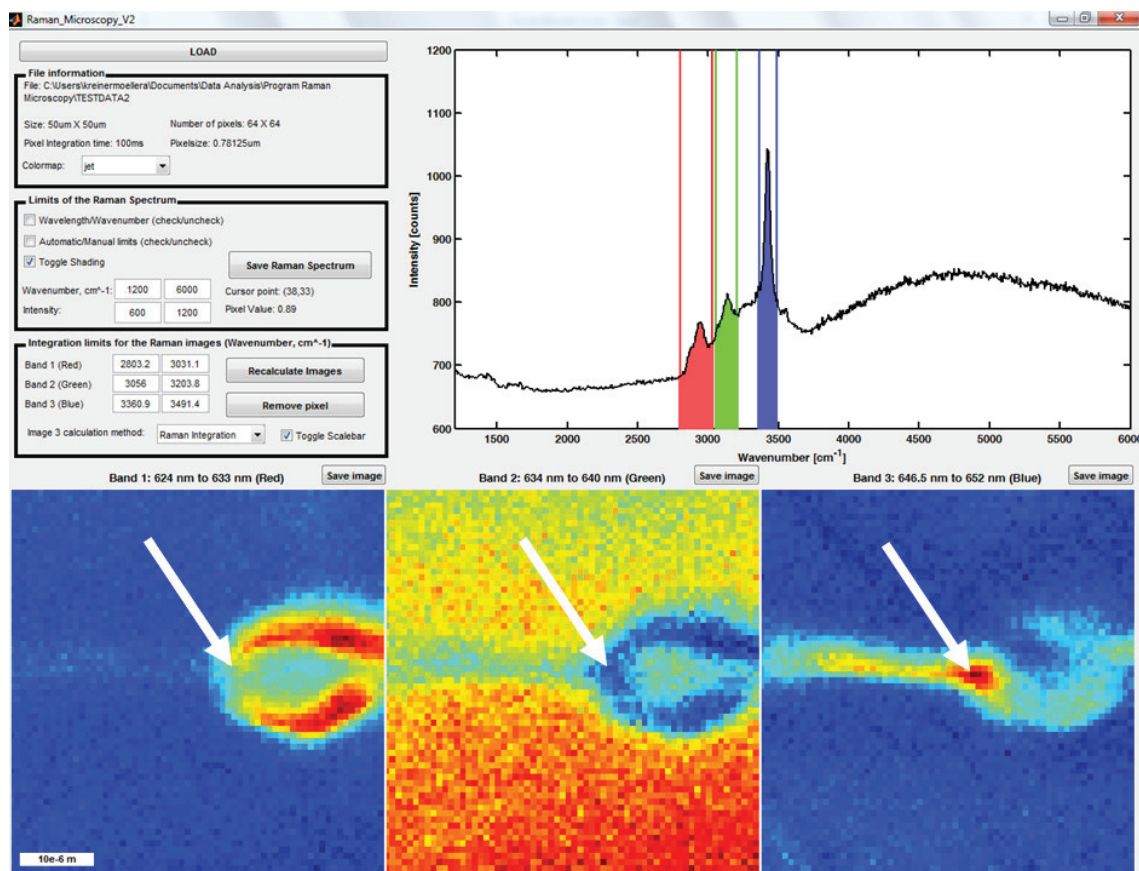 Raman_Microscopy_V2
LOAD
File information
File: C:\Users\kreinermoellera\Documents\Data Analysis\Program Raman
Microscopy\TESTDATA2
Size: 50um X 50um Number of pixels: 64 X 64
Pixel Integration time: 100ms Pixelsize: 0.78125um
Colormap: jet
Limits of the Raman Spectrum
Wavelength/Wavenumber (check/uncheck)
Automatic/Manual limits (check/uncheck)
Toggle Shading
Save Raman Spectrum
Wavenumber, cm^-1: 1200 6000 Cursor point: (38,33)
Intensity: 600 1200 Pixel Value: 0.89
Integration limits for the Raman images (Wavenumber, cm^-1)
Band 1 (Red) 2803.2 3031.1 Recalculate Images
Band 2 (Green) 3056 3203.8
Band 3 (Blue) 3360.9 3491.4 Remove pixel
Image 3 calculation method: Raman Integration Toggle Scalebar
1200
1100
1000
900
800
700
600
Intensity [counts]
1500 2000 2500 3000 3500 4000 4500 5000 5500 6000
Wavenumber [cm-1]
Band 1: 624 nm to 633 nm (Red) Save image
Band 2: 634 nm to 640 nm (Green) Save image
Band 3: 646.5 nm to 652 nm (Blue) Save image
10e-6 m